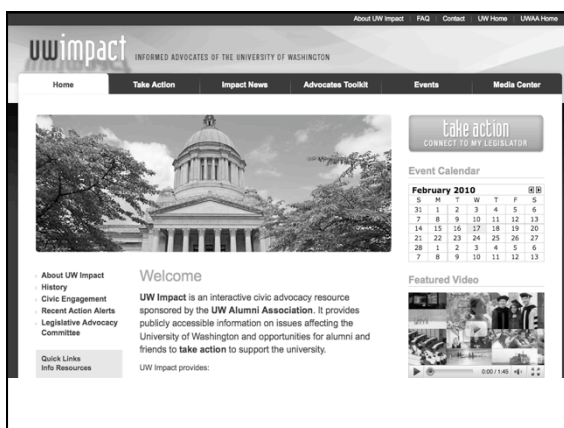 About UW Impact | FAQ | Contact | UW Home | UWAA Home
uwimpact INFORMED ADVOCATES OF THE UNIVERSITY OF WASHINGTON
Home Take Action Impact News Advocates Toolkit Events Media Center
take action
CONNECT TO MY LEGISLATOR
Event Calendar
February 2010
S M T W T F S
31 1 2 3 4 5 6
7 8 9 10 11 12 13
14 15 16 17 18 19 20
21 22 23 24 25 26 27
28 1 2 3 4 5 6
7 8 9 10 11 12 13
About UW Impact
History
Civic Engagement
Recent Action Alerts
Legislative Advocacy
Committee
Quick Links
Info Resources
Welcome
UW Impact is an interactive civic advocacy resource
sponsored by the UW Alumni Association. It provides
publicly accessible information on issues affecting the
University of Washington and opportunities for alumni and
friends to take action to support the university.
UW Impact provides:
Featured Video
0:00 / 1:45